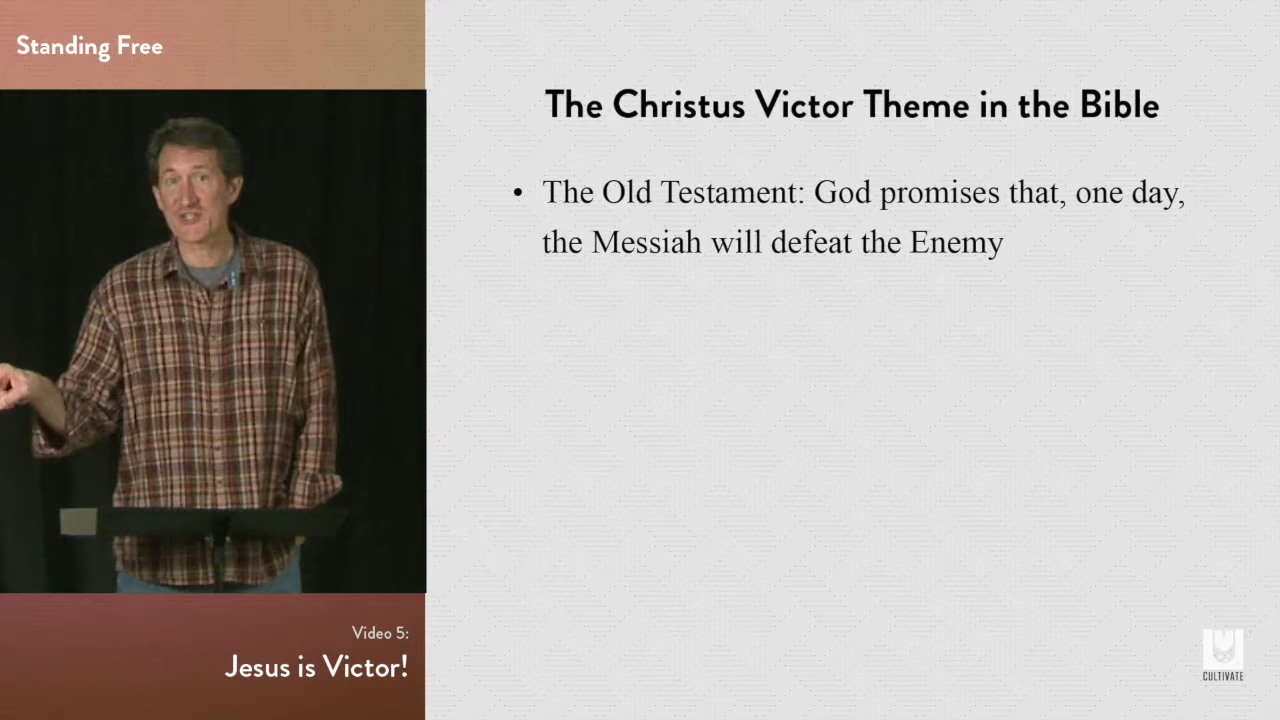 Standing Free
The Christus Victor Theme in the Bible
• The Old Testament: God promises that, one day,
the Messiah will defeat the Enemy
Video 5:
Jesus is Victor!
CULTIVATE